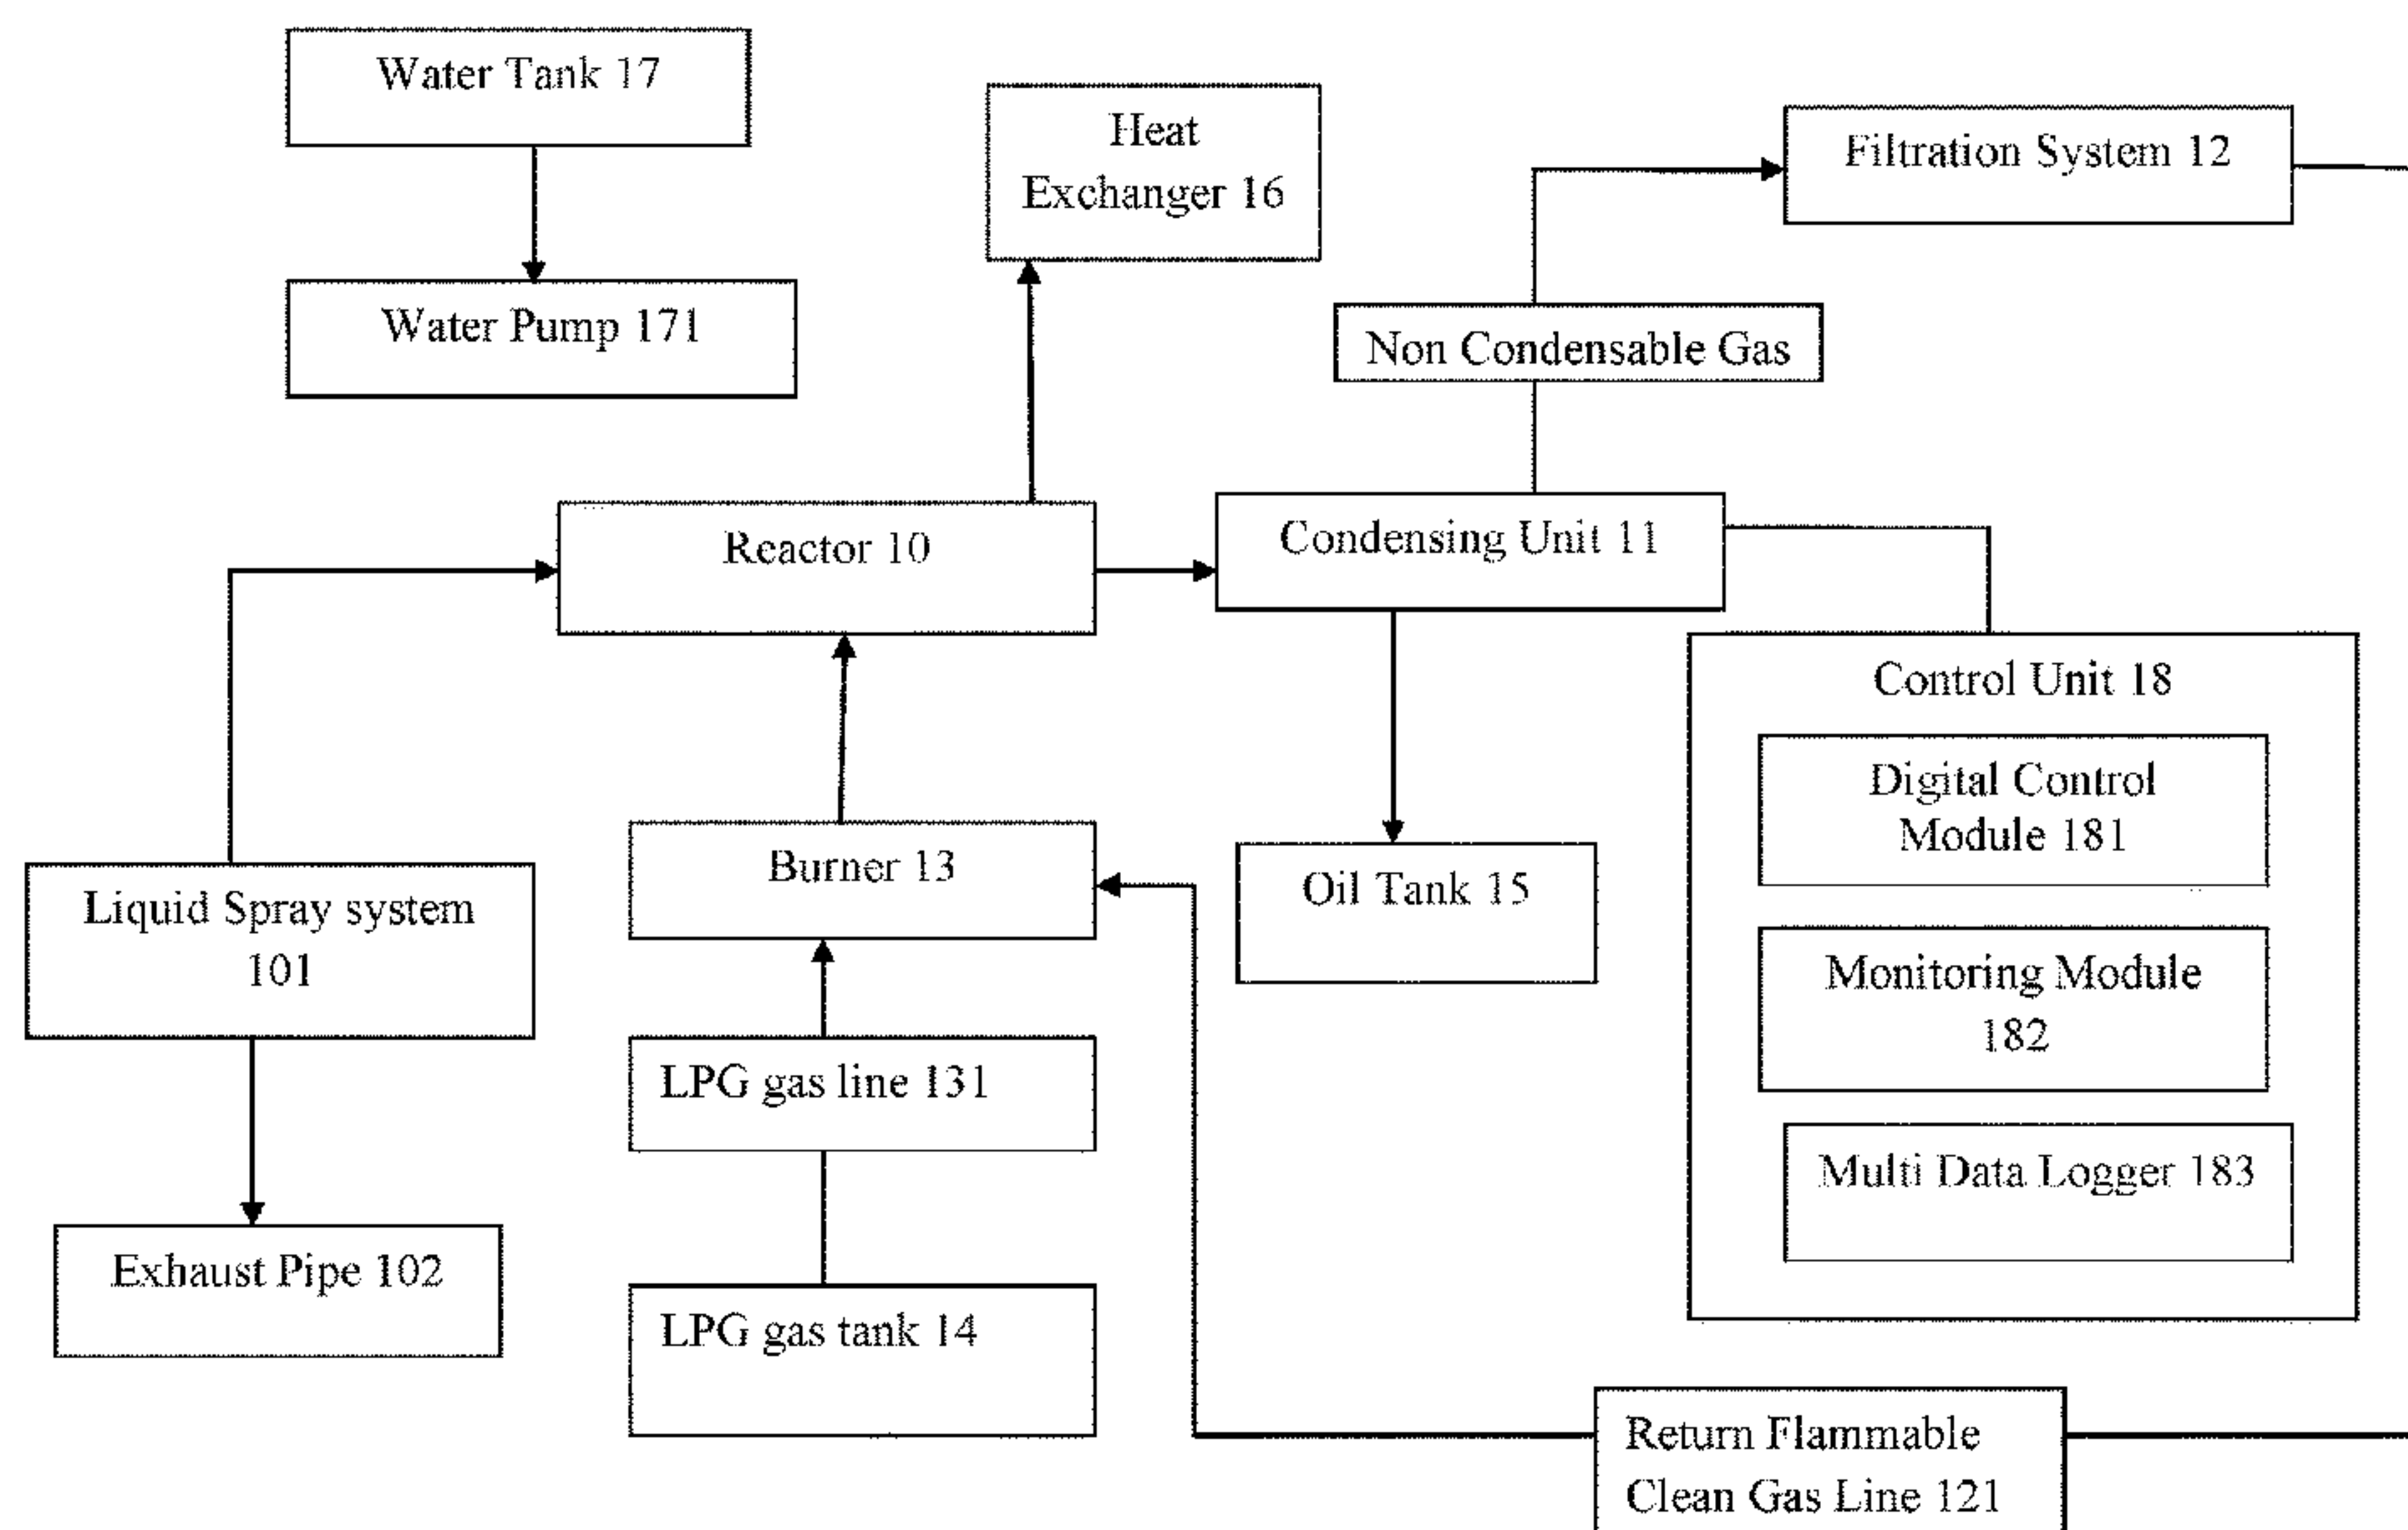 Water Tank 17
Heat
Exchanger 16
Filtration System 12
Water Pump 171
Non Condensable Gas
Reactor 10
Condensing Unit 11
Control Unit 18
Digital Control
Module 181
Burner 13
Oil Tank 15
Liquid Spray system
101
Monitoring Module
182
LPG gas line 131
Multi Data Logger 183
Exhaust Pipe 102
LPG gas tank 14
Return Flammable
Clean Gas Line 121